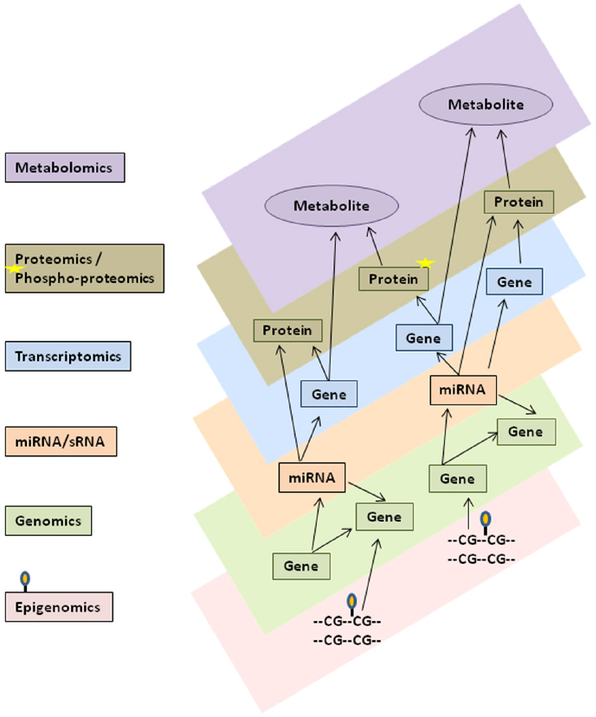 Metabolomics
Proteomics /
Phospho-proteomics
Transcriptomics
miRNA/sRNA
Genomics
Epigenomics
Metabolite
Metabolite
Protein
Protein
Gene
Protein
Gene
Gene
miRNA
Gene
miRNA
Gene
Gene
Gene
--CG--CG--
--CG--CG--
--CG--CG--
--CG--CG--